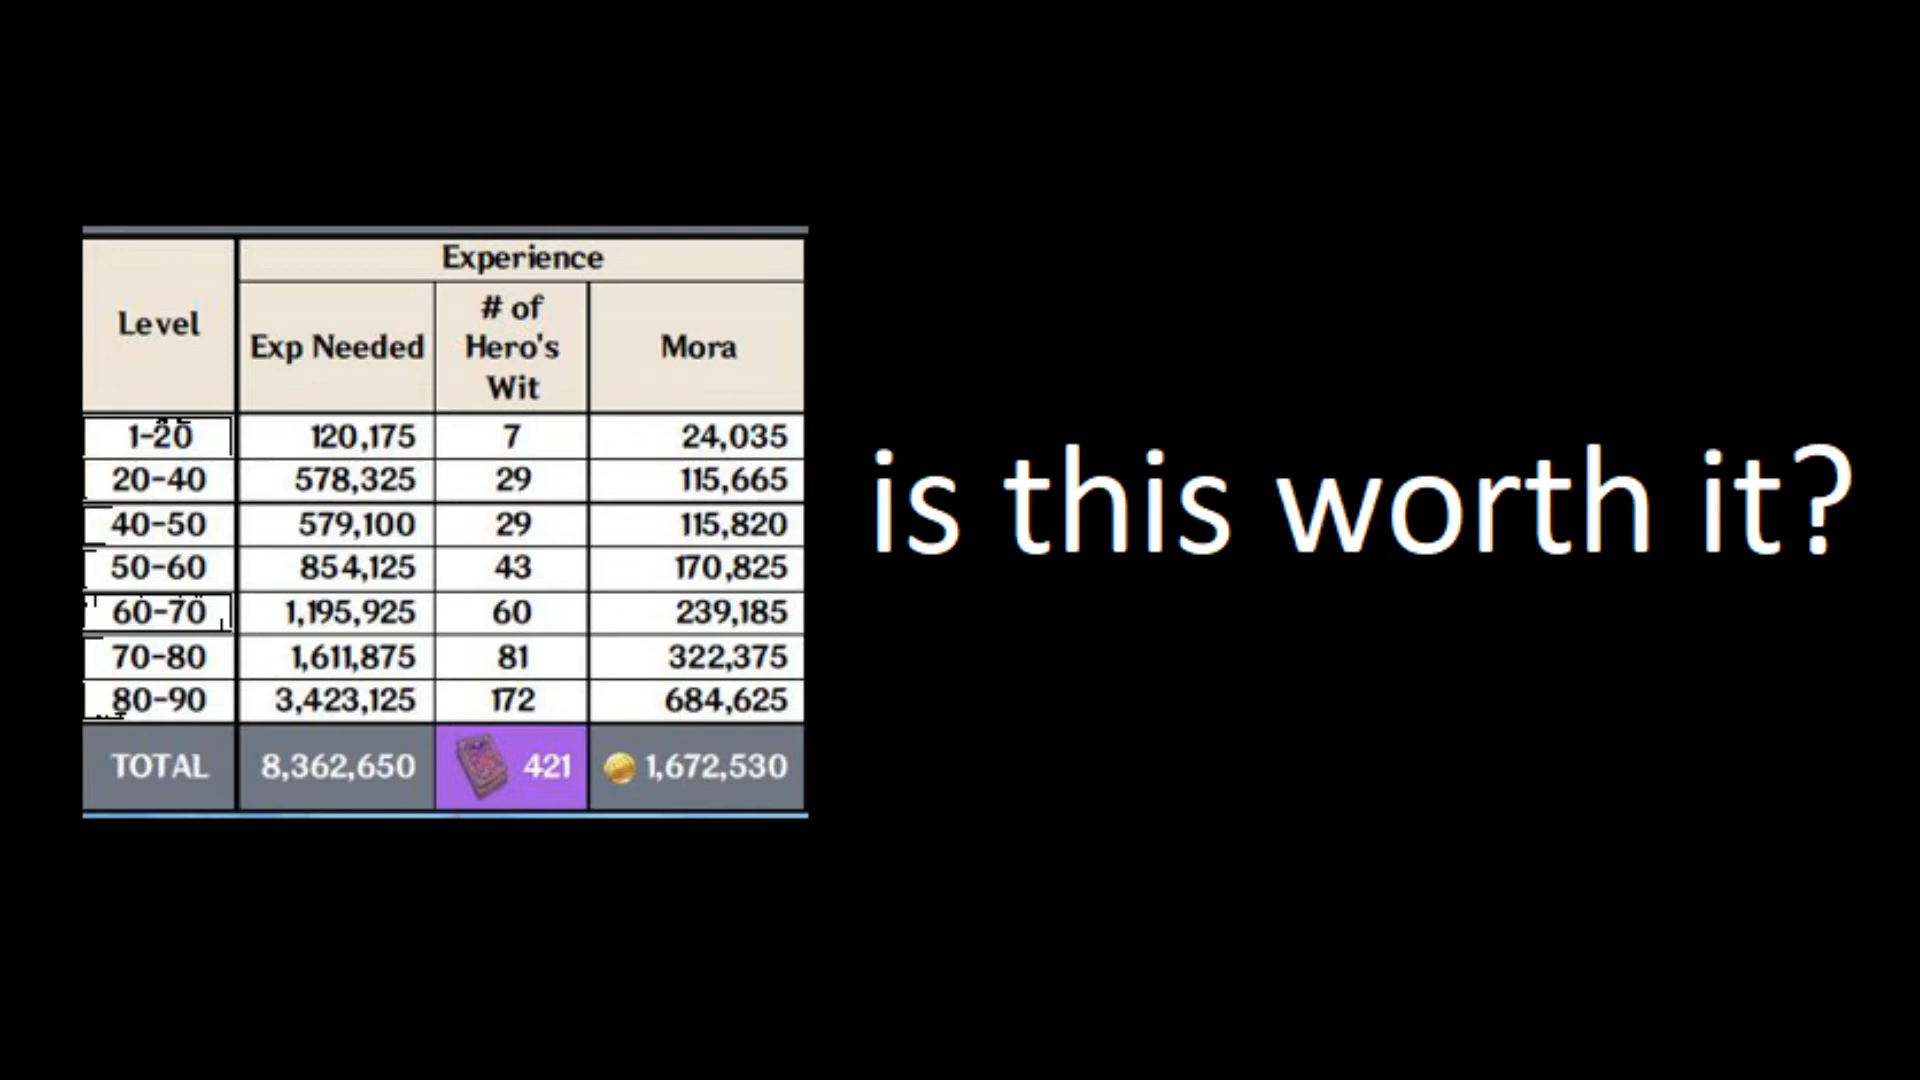 Experience
Level
Exp Needed
# of
Hero's
Wit
Mora
1-20 120,175 7 24,035
20-40 578,325 29 115,665
40-50 579,100 29 115,820
50-60 854,125 43 170,825
60-70 1,195,925 60 239,185
70-80 1,611,875 81 322,375
80-90 3,423,125 172 684,625
TOTAL 8,362,650 421 1,672,530
is this worth it?